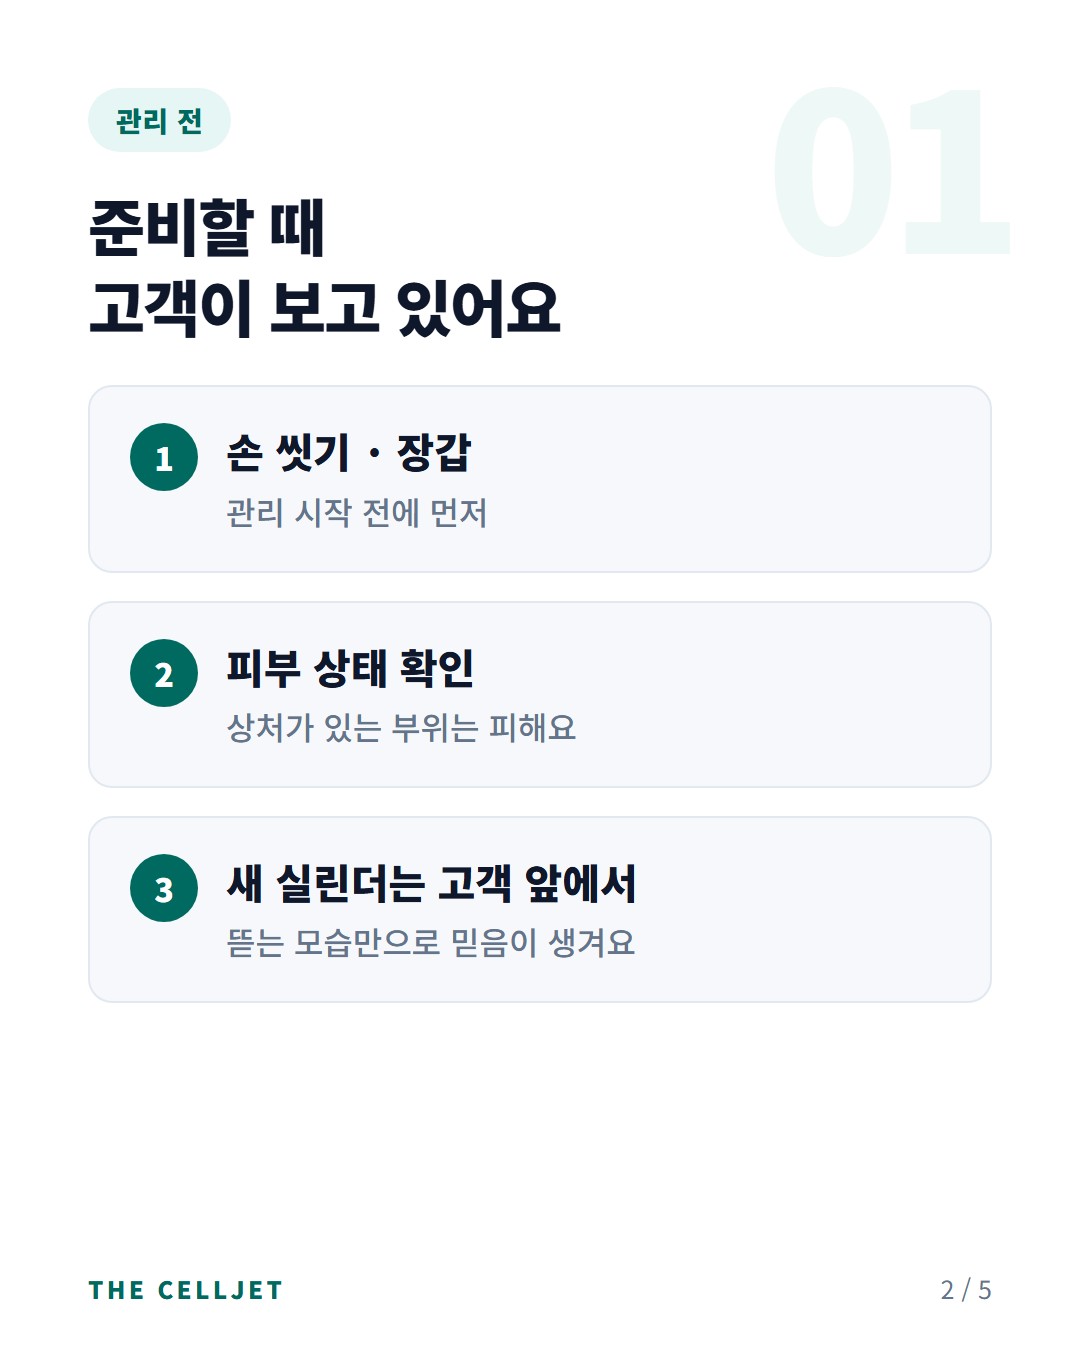 관리 전
01
준비할 때
고객이 보고 있어요
1
손 씻기 · 장갑
관리 시작 전에 먼저
2
피부 상태 확인
상처가 있는 부위는 피해요
3
새 실린더는 고객 앞에서
뜯는 모습만으로 믿음이 생겨요
THE CELLJET
2 / 5